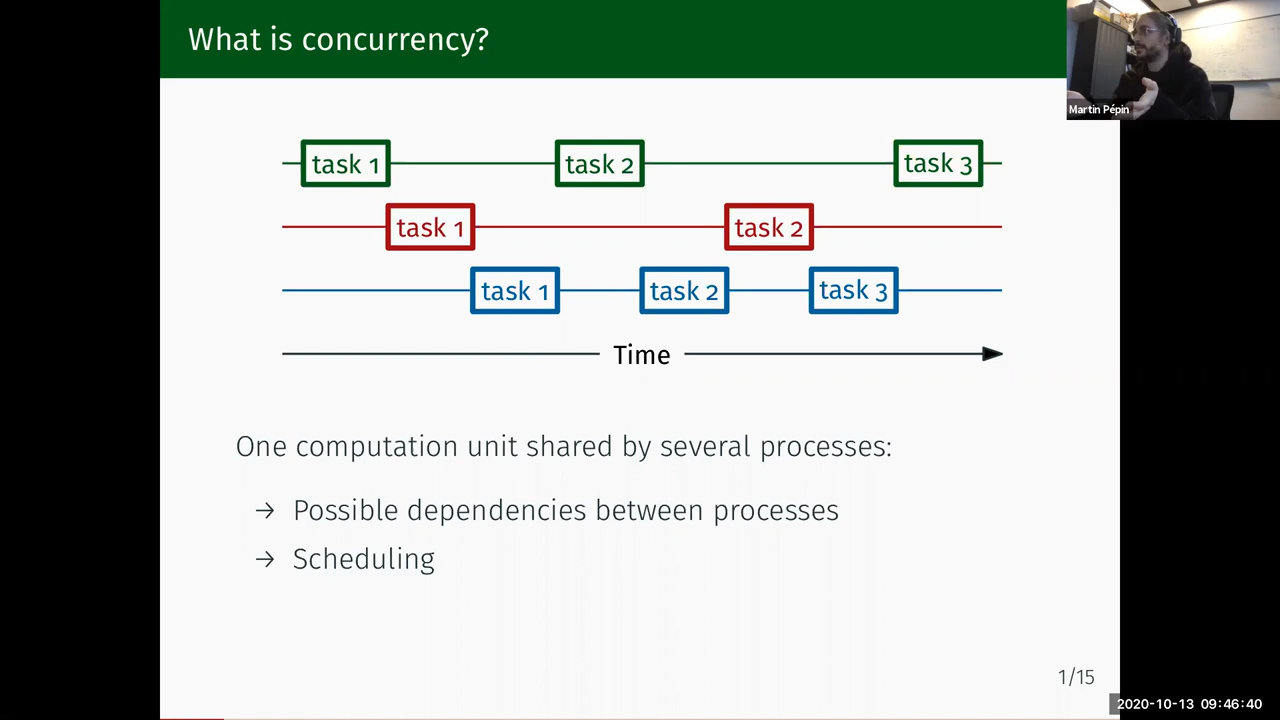 What is concurrency?
Martin Pépin
task 1 task 2 task 3
task 1 task 2
task 1 task 2 task 3
Time
One computation unit shared by several processes:
→ Possible dependencies between processes
→ Scheduling
1/15
2020-10-13 09:46:40